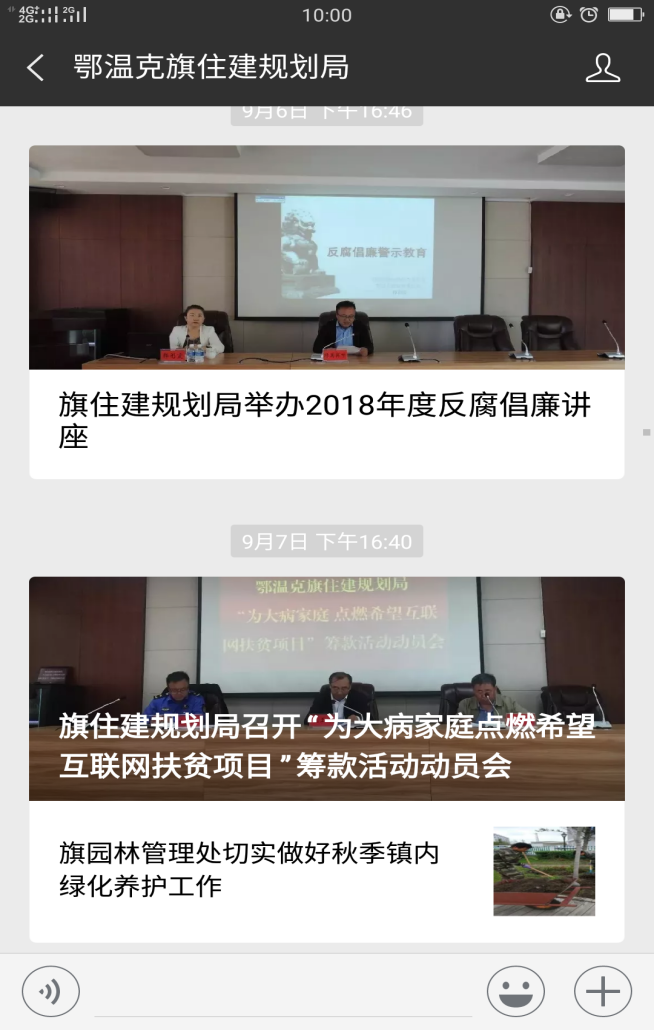 4G 2G
2G
10:00
鄂温克旗住建规划局
9月6日 下午16:46
反腐倡廉警示教育
旗住建规划局举办2018年度反腐倡廉讲
座
9月7日 下午16:40
鄂温克旗住建规划局
“为大病家庭 点燃希望互联
网扶贫项目”筹款活动动员会
旗住建规划局召开“为大病家庭点燃希望
互联网扶贫项目”筹款活动动员会
旗园林管理处切实做好秋季镇内
绿化养护工作